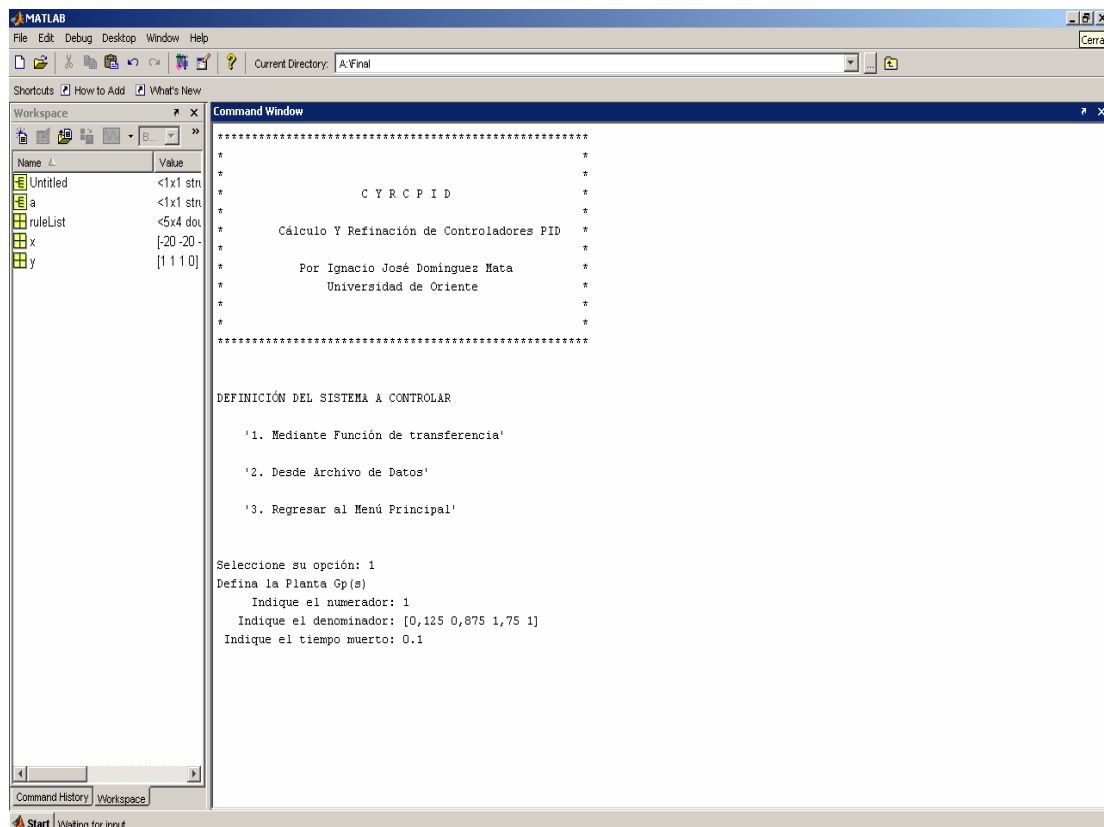 MATLAB
File Edit Debug Desktop Window Help
Cerra
Current Directory: A:\Final
Shortcuts How to Add What's New
Workspace
B...
Name Value
Untitled <1x1 stru
a <1x1 stru
ruleList <5x4 dou
x [-20 -20 -
y [1 1 1 0]
Command History Workspace
Command Window
******************************************************
* *
* *
* C Y R C P I D *
* *
* Cálculo Y Refinación de Controladores PID *
* *
* Por Ignacio José Domínguez Mata *
* Universidad de Oriente *
* *
* *
******************************************************
DEFINICIÓN DEL SISTEMA A CONTROLAR
'1. Mediante Función de transferencia'
'2. Desde Archivo de Datos'
'3. Regresar al Menú Principal'
Seleccione su opción: 1
Defina la Planta Gp(s)
Indique el numerador: 1
Indique el denominador: [0,125 0,875 1,75 1]
Indique el tiempo muerto: 0.1
Start Waiting for input